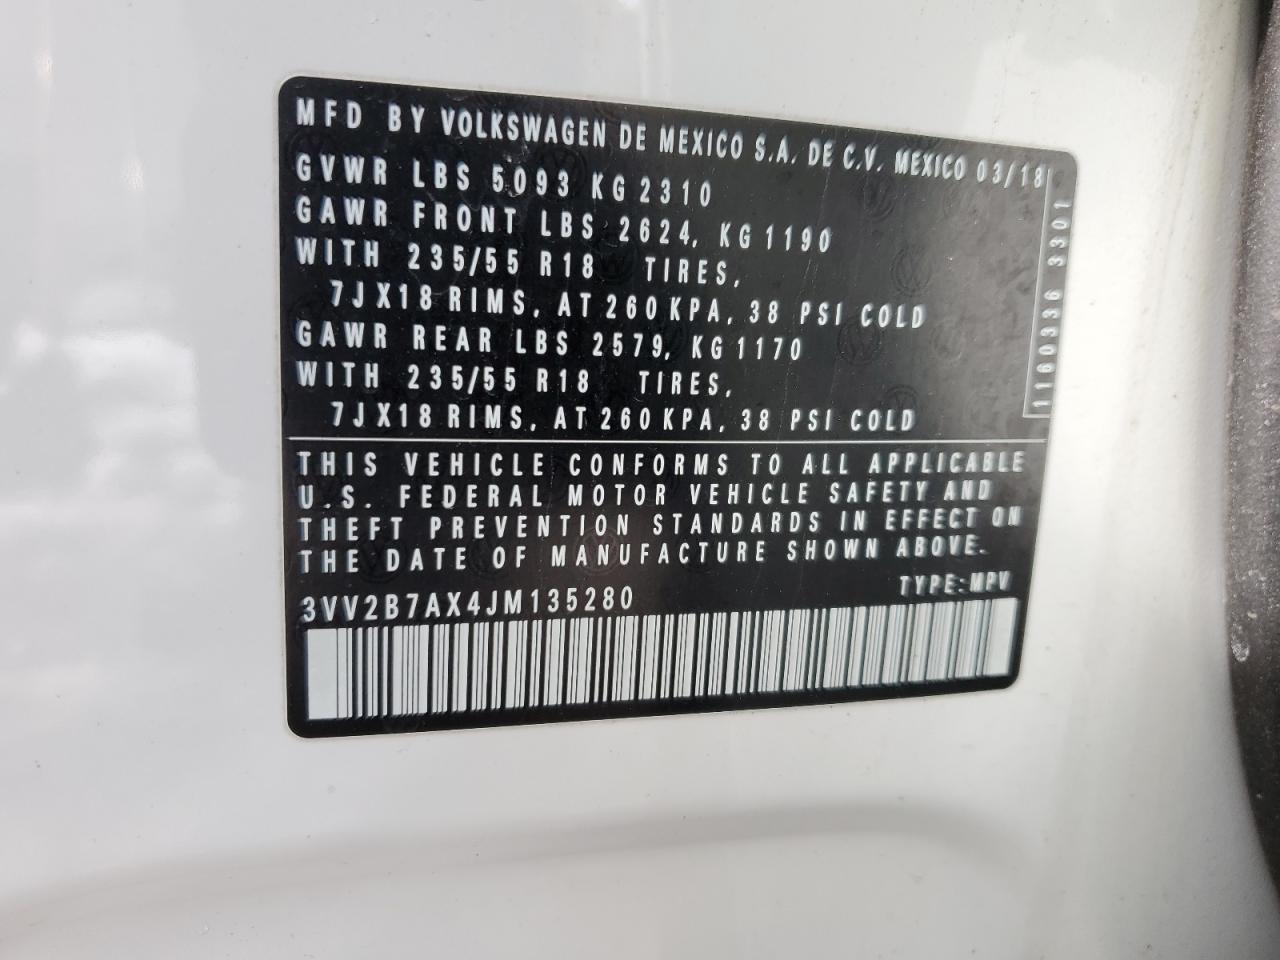 MFD BY VOLKSWAGEN DE MEXICO S.A. DE C.V. MEXICO 03/18
GVWR LBS 5093 KG 2310
GAWR FRONT LBS 2624, KG 1190
WITH 235/55 R18 TIRES,
7JX18 RIMS, AT 260 KPA, 38 PSI COLD
GAWR REAR LBS 2579, KG 1170
WITH 235/55 R18 TIRES,
7JX18 RIMS, AT 260 KPA, 38 PSI COLD
1160336 3301
THIS VEHICLE CONFORMS TO ALL APPLICABLE
U.S. FEDERAL MOTOR VEHICLE SAFETY AND
THEFT PREVENTION STANDARDS IN EFFECT ON
THE DATE OF MANUFACTURE SHOWN ABOVE.
3VV2B7AX4JM135280 TYPE:MPV